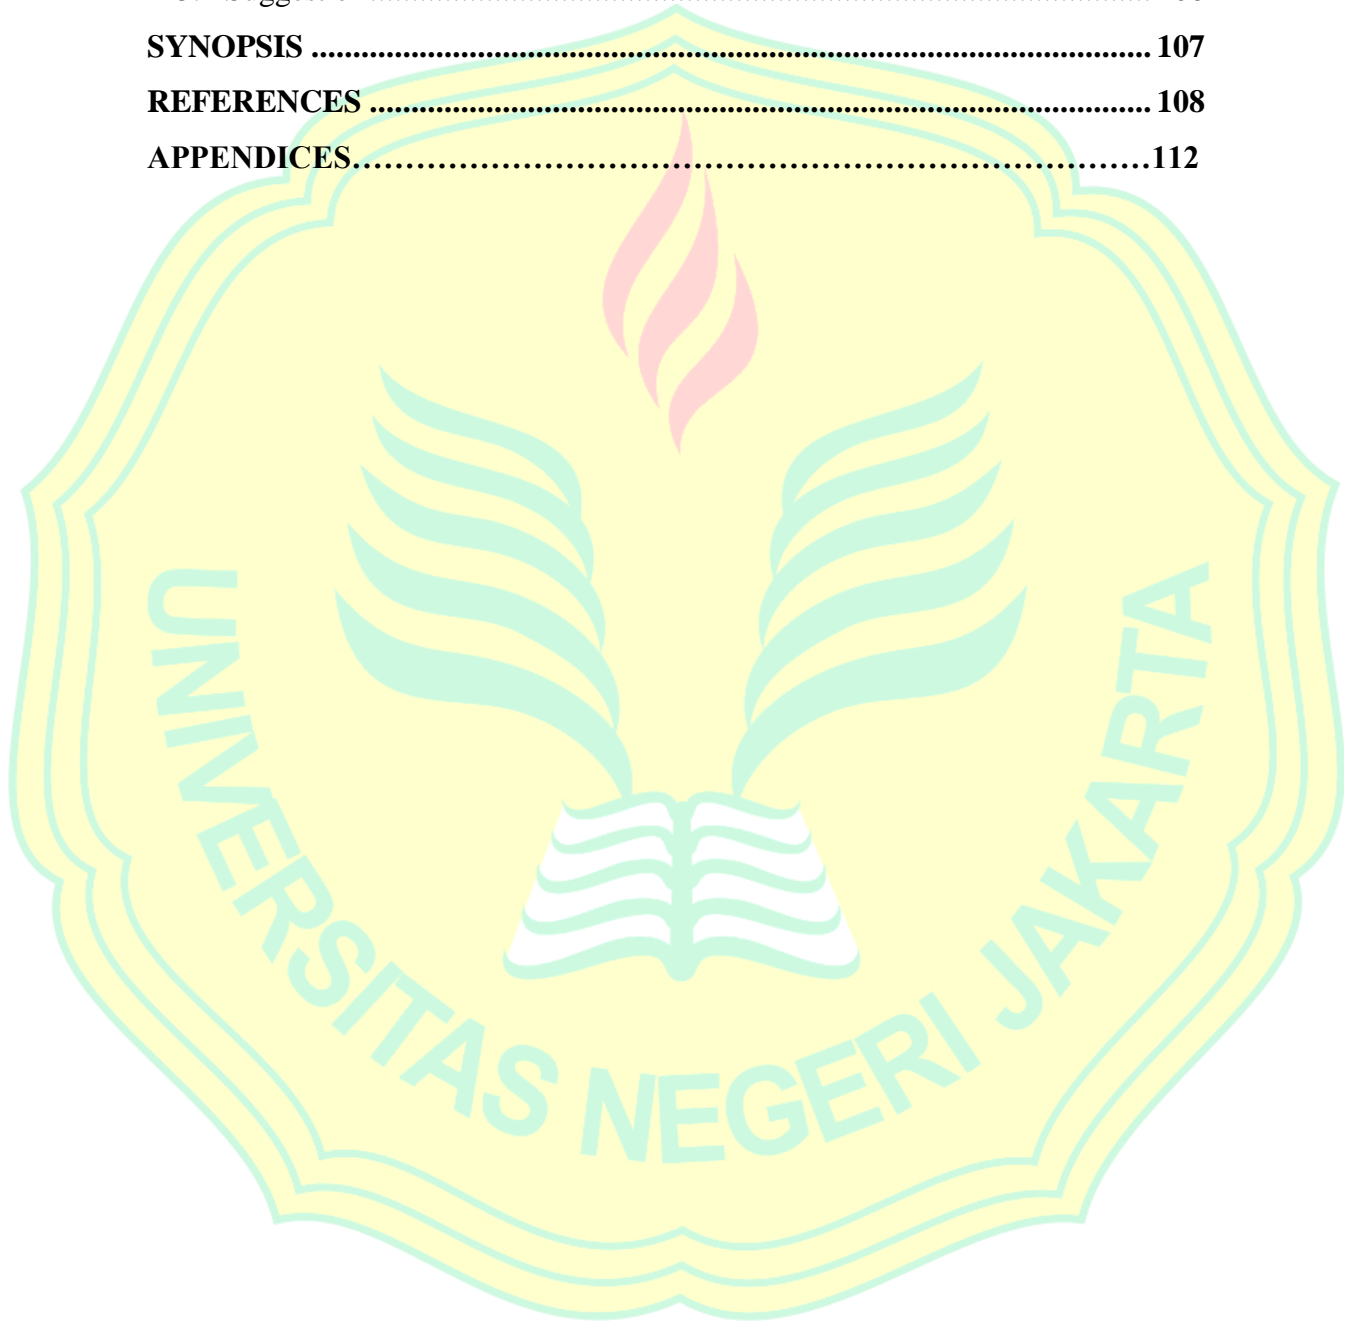 SYNOPSIS ........................................................................................................ 107
REFERENCES ................................................................................................ 108
APPENDICES…………………………………………………………………112
UNIVERSITAS NEGERI JAKARTA